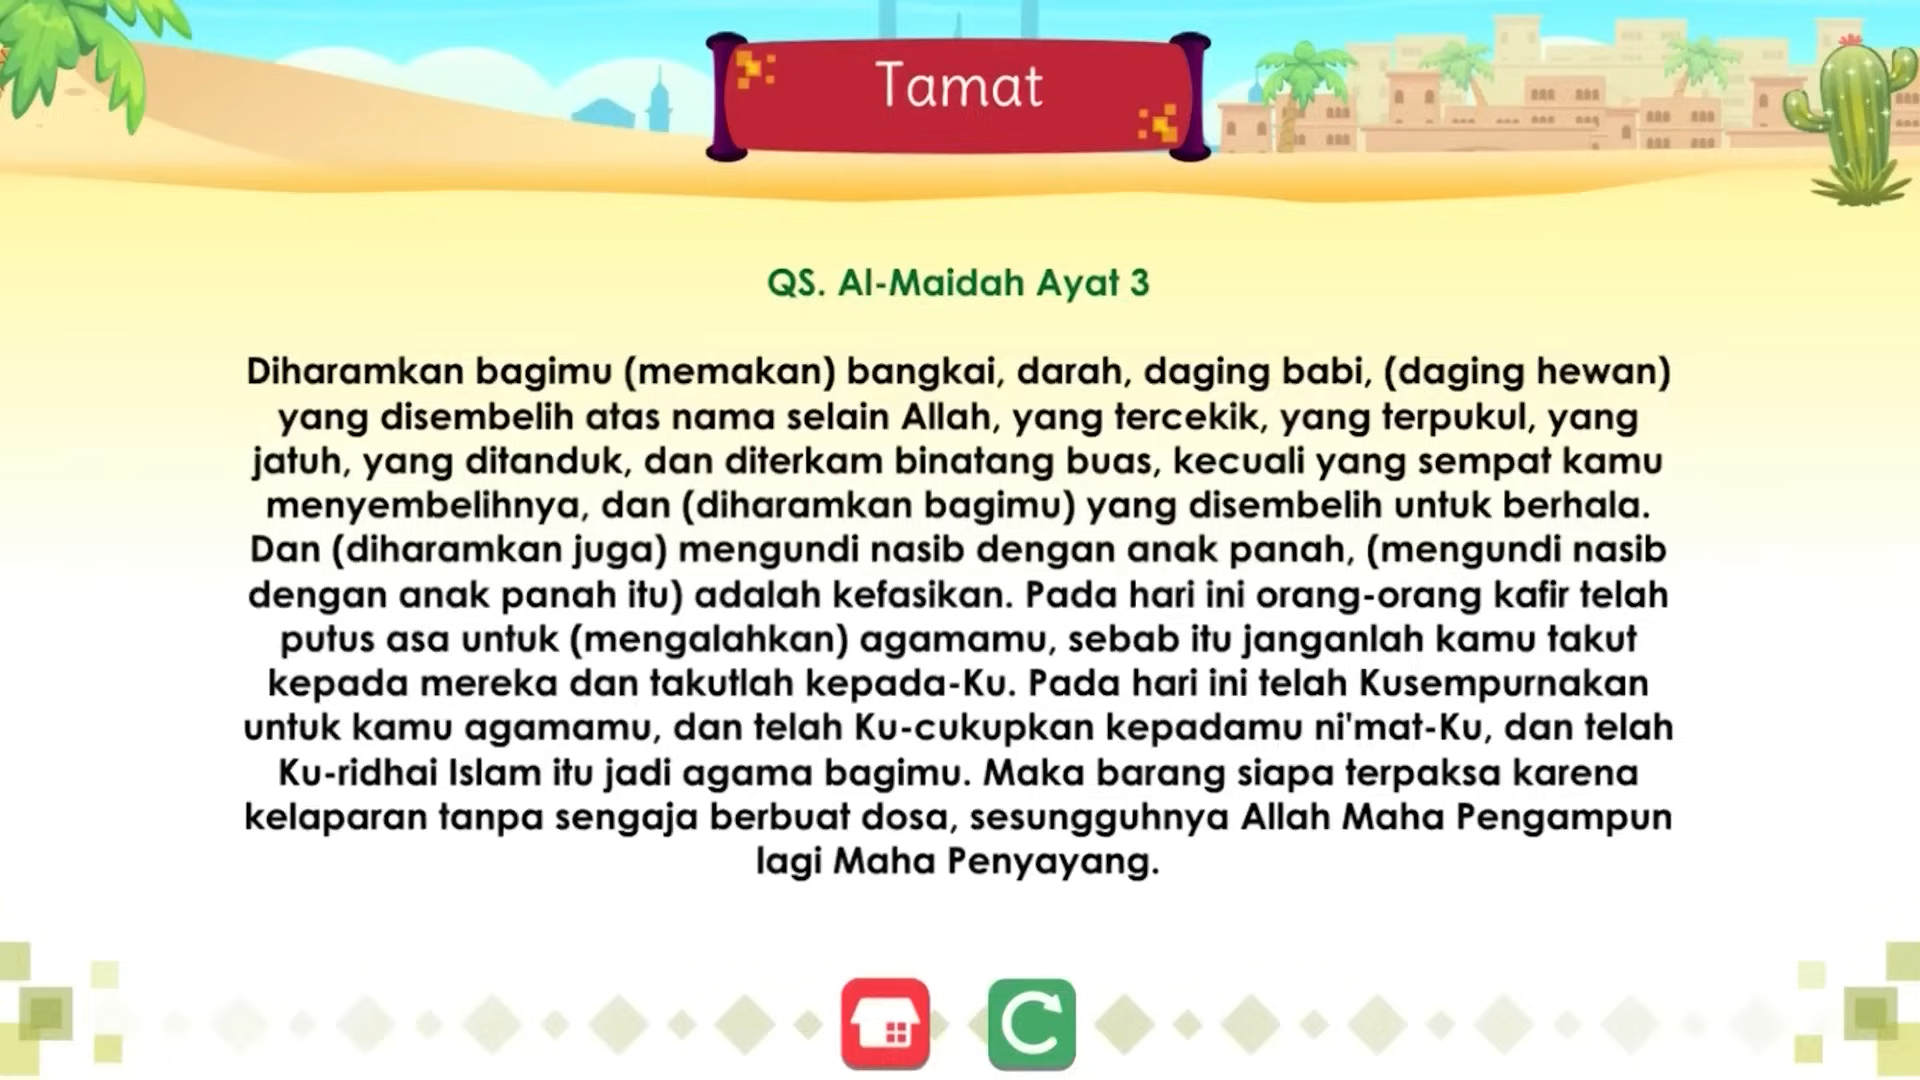 Tamat
QS. Al-Maidah Ayat 3
Diharamkan bagimu (memakan) bangkai, darah, daging babi, (daging hewan)
yang disembelih atas nama selain Allah, yang tercekik, yang terpukul, yang
jatuh, yang ditanduk, dan diterkam binatang buas, kecuali yang sempat kamu
menyembelihnya, dan (diharamkan bagimu) yang disembelih untuk berhala.
Dan (diharamkan juga) mengundi nasib dengan anak panah, (mengundi nasib
dengan anak panah itu) adalah kefasikan. Pada hari ini orang-orang kafir telah
putus asa untuk (mengalahkan) agamamu, sebab itu janganlah kamu takut
kepada mereka dan takutlah kepada-Ku. Pada hari ini telah Kusempurnakan
untuk kamu agamamu, dan telah Ku-cukupkan kepadamu ni'mat-Ku, dan telah
Ku-ridhai Islam itu jadi agama bagimu. Maka barang siapa terpaksa karena
kelaparan tanpa sengaja berbuat dosa, sesungguhnya Allah Maha Pengampun
lagi Maha Penyayang.